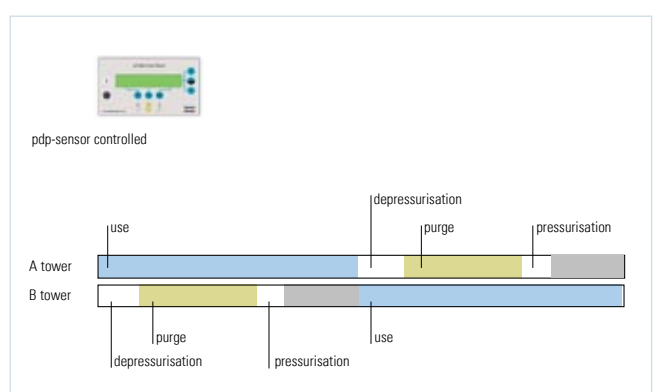 pdp-sensor controlled
depressurisation
use
purge
pressurisation
A tower
B tower
purge
use
depressurisation
pressurisation